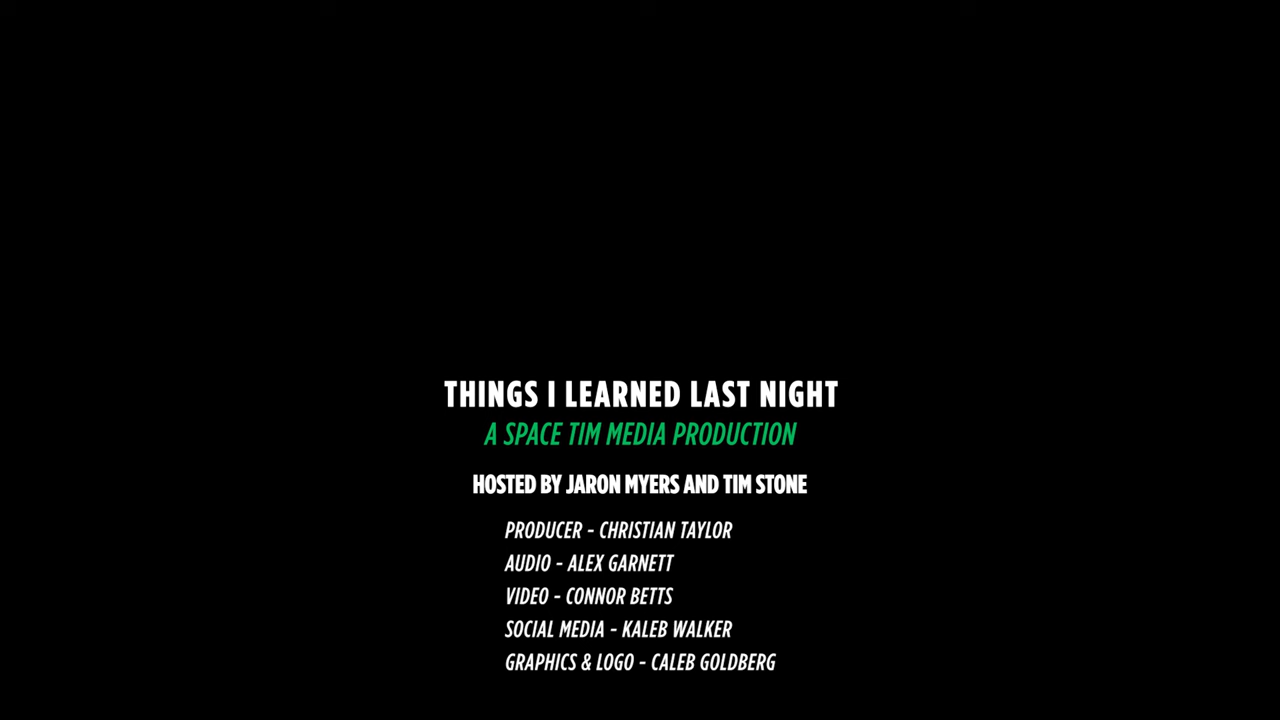 THINGS I LEARNED LAST NIGHT
A SPACE TIM MEDIA PRODUCTION
HOSTED BY JARON MYERS AND TIM STONE
PRODUCER - CHRISTIAN TAYLOR
AUDIO - ALEX GARNETT
VIDEO - CONNOR BETTS
SOCIAL MEDIA - KALEB WALKER
GRAPHICS & LOGO - CALEB GOLDBERG